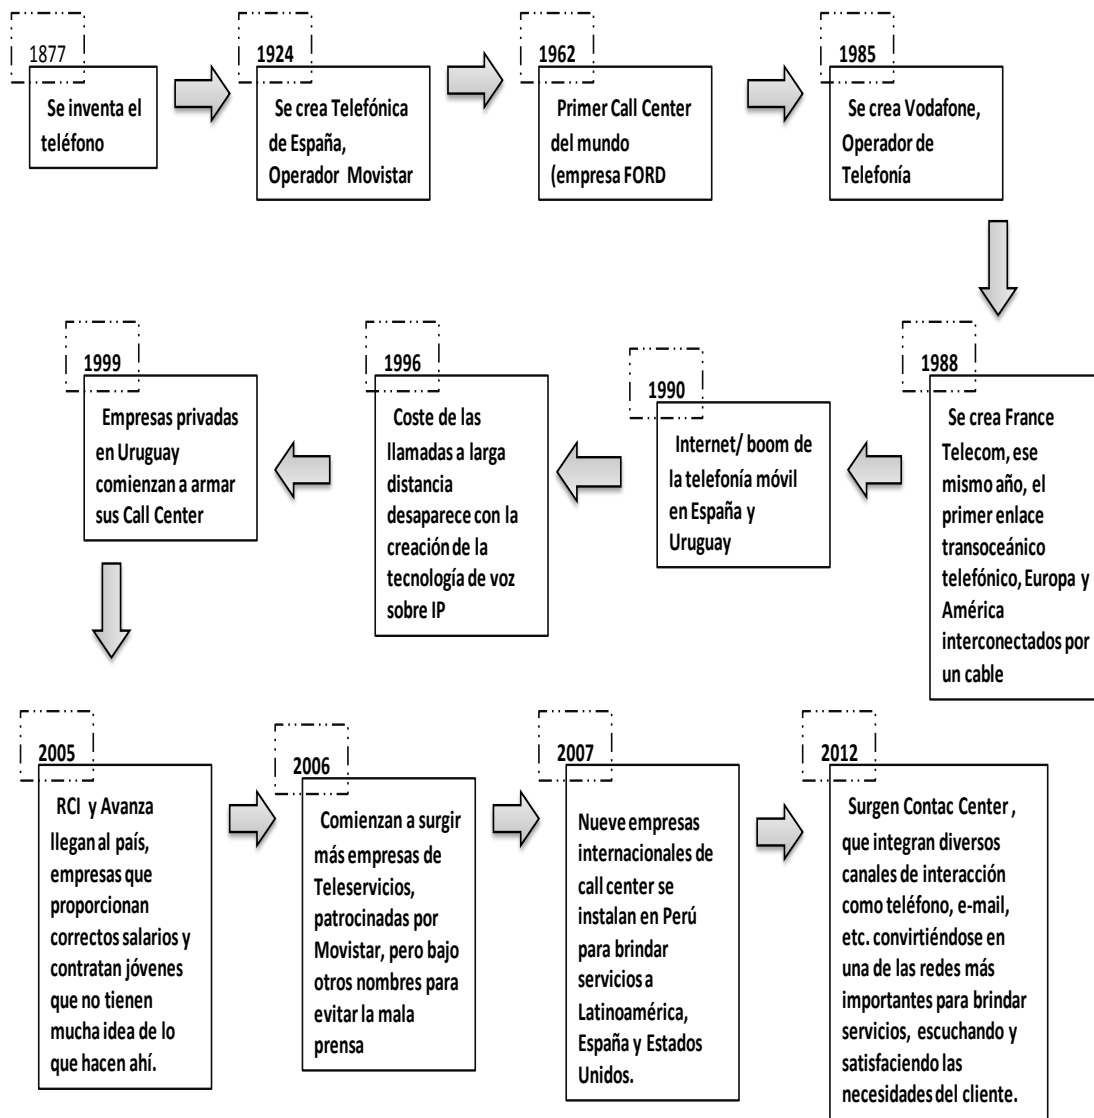 1877
Se inventa el
teléfono
1924
Se crea Telefónica
de España,
Operador Movistar
1962
Primer Call Center
del mundo
(empresa FORD
1985
Se crea Vodafone,
Operador de
Telefonía
1988
Se crea France
Telecom, ese
mismo año, el
primer enlace
transoceánico
telefónico, Europa y
América
interconectados por
un cable
1990
Internet/ boom de
la telefonía móvil
en España y
Uruguay
1996
Coste de las
llamadas a larga
distancia
desaparece con la
creación de la
tecnología de voz
sobre IP
1999
Empresas privadas
en Uruguay
comienzan a armar
sus Call Center
2005
RCI y Avanza
llegan al país,
empresas que
proporcionan
correctos salarios y
contratan jóvenes
que no tienen
mucha idea de lo
que hacen ahí.
2006
Comienzan a surgir
más empresas de
Teleservicios,
patrocinadas por
Movistar, pero bajo
otros nombres para
evitar la mala
prensa
2007
Nueve empresas
internacionales de
call center se
instalan en Perú
para brindar
servicios a
Latinoamérica,
España y Estados
Unidos.
2012
Surgen Contac Center ,
que integran diversos
canales de interacción
como teléfono, e-mail,
etc. convirtiéndose en
una de las redes más
importantes para brindar
servicios, escuchando y
satisfaciendo las
necesidades del cliente.